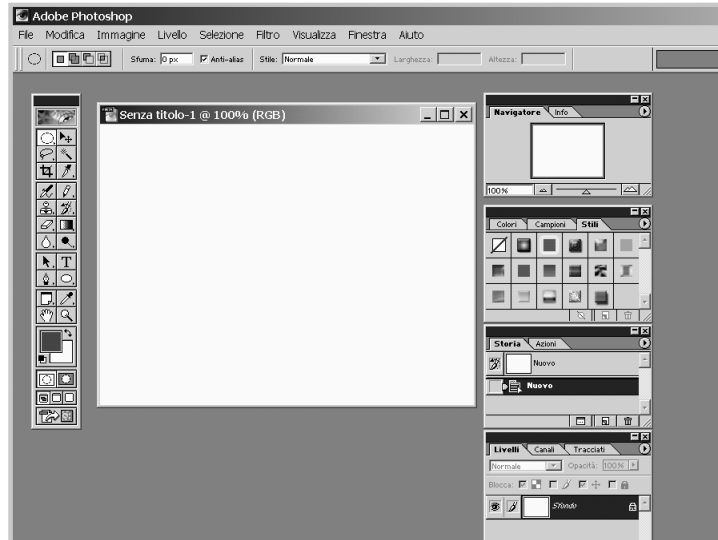 Adobe Photoshop
File Modifica Immagine Livello Selezione Filtro Visualizza Finestra Aiuto
Sfuma: 0 px Anti-alias Stile: Normale Larghezza: Altezza:
Senza titolo-1 @ 100% (RGB)
Navigatore Info
100%
Colori Campioni Stili
T
Storia Azioni
Nuovo
Nuovo
Livelli Canali Tracciati
Normale Opacità: 100%
Blocca:
Sfondo